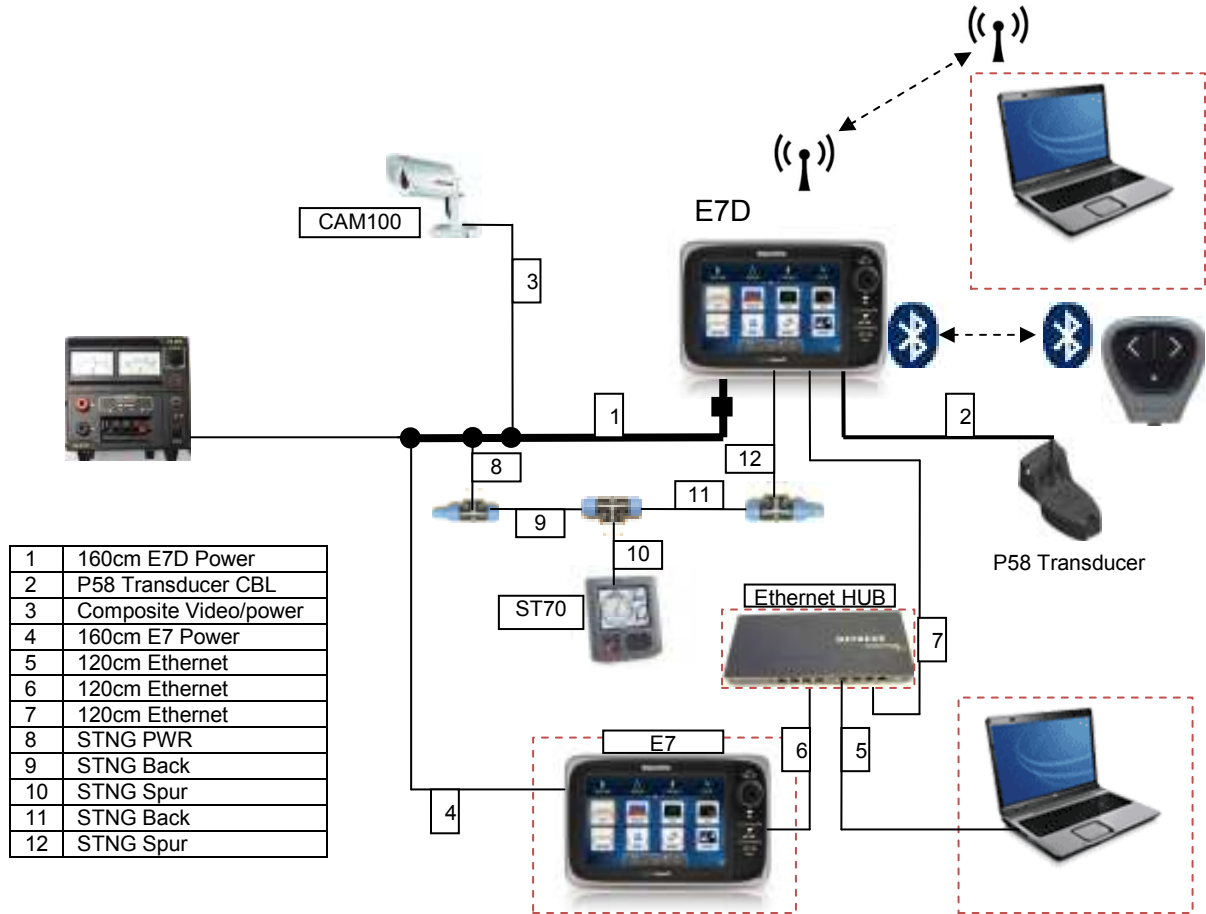 CAM100
E7D
3
1
2
8
12
11
9
10
P58 Transducer
ST70
Ethernet HUB
NETGEAR
7
E7
6
5
4
1 160cm E7D Power
2 P58 Transducer CBL
3 Composite Video/power
4 160cm E7 Power
5 120cm Ethernet
6 120cm Ethernet
7 120cm Ethernet
8 STNG PWR
9 STNG Back
10 STNG Spur
11 STNG Back
12 STNG Spur